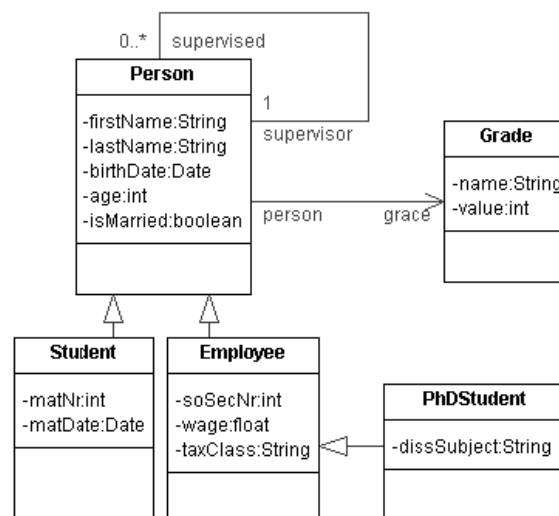 0..* supervised
Person
-firstName:String
-lastName:String
-birthDate:Date
-age:int
-isMarried:boolean
1
supervisor
person
grace
Grade
-name:String
-value:int
Student
-matNr:int
-matDate:Date
Employee
-soSecNr:int
-wage:float
-taxClass:String
PhDStudent
-dissSubject:String